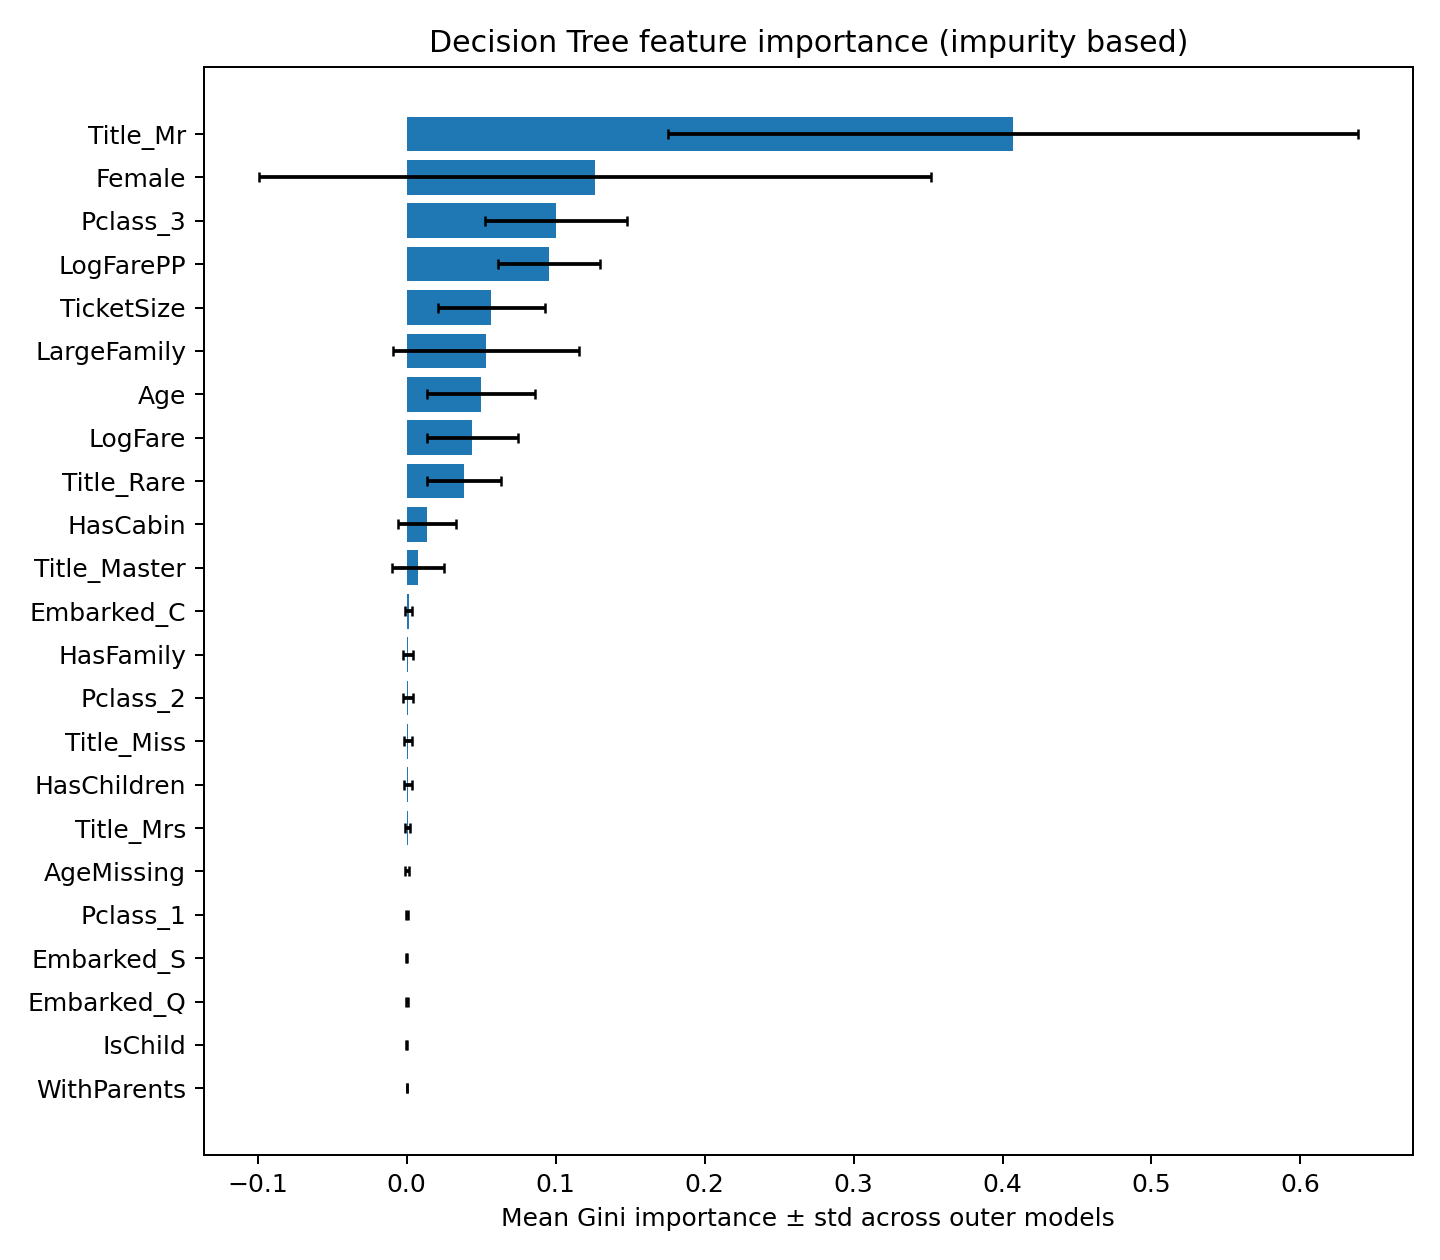 Decision Tree feature importance (impurity based)
Title_Mr
Female
Pclass_3
LogFarePP
TicketSize
LargeFamily
Age
LogFare
Title_Rare
HasCabin
Title_Master
Embarked_C
HasFamily
Pclass_2
Title_Miss
HasChildren
Title_Mrs
AgeMissing
Pclass_1
Embarked_S
Embarked_Q
IsChild
WithParents
−0.1 0.0 0.1 0.2 0.3 0.4 0.5 0.6
Mean Gini importance ± std across outer models